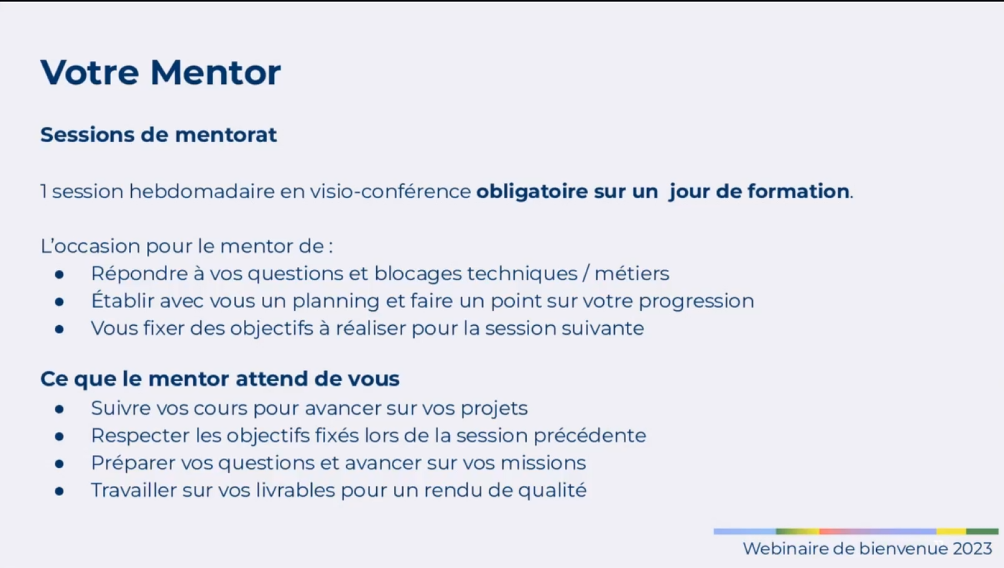 Votre Mentor
Sessions de mentorat
1 session hebdomadaire en visio-conférence obligatoire sur un jour de formation.
L'occasion pour le mentor de :
● Répondre à vos questions et blocages techniques / métiers
● Établir avec vous un planning et faire un point sur votre progression
● Vous fixer des objectifs à réaliser pour la session suivante
Ce que le mentor attend de vous
● Suivre vos cours pour avancer sur vos projets
● Respecter les objectifs fixés lors de la session précédente
● Préparer vos questions et avancer sur vos missions
● Travailler sur vos livrables pour un rendu de qualité
Webinaire de bienvenue 2023